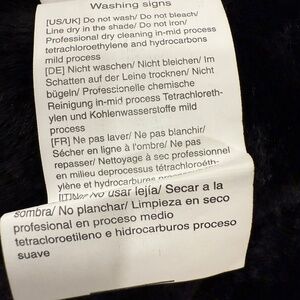 Washing signs
[US/UK] Do not wash/ Do not bleach/
Line dry in the shade/ Do not iron/
Professional dry cleaning in-mid process
tetrachloroethylene and hydrocarbons
mild process
[DE] Nicht waschen/ Nicht bleichen/ Im
Schatten auf der Leine trocknen/ Nicht
bügeln/ Professionelle chemische
Reinigung in-mid process Tetrachloreth-
ylen und Kohlenwasserstoffe mild
process
[FR] Ne pas laver/ Ne pas blanchir/
Sécher en ligne à l'ombre/ Ne pas
repasser/ Nettoyage à sec professionnel
en milieu deprocessus tétrachloroéth-
ylène et hydrocarbures
usar lejía/ Secar a la
sombra/ No planchar/ Limpieza en seco
profesional en proceso medio
tetracloroetileno e hidrocarburos proceso
suave